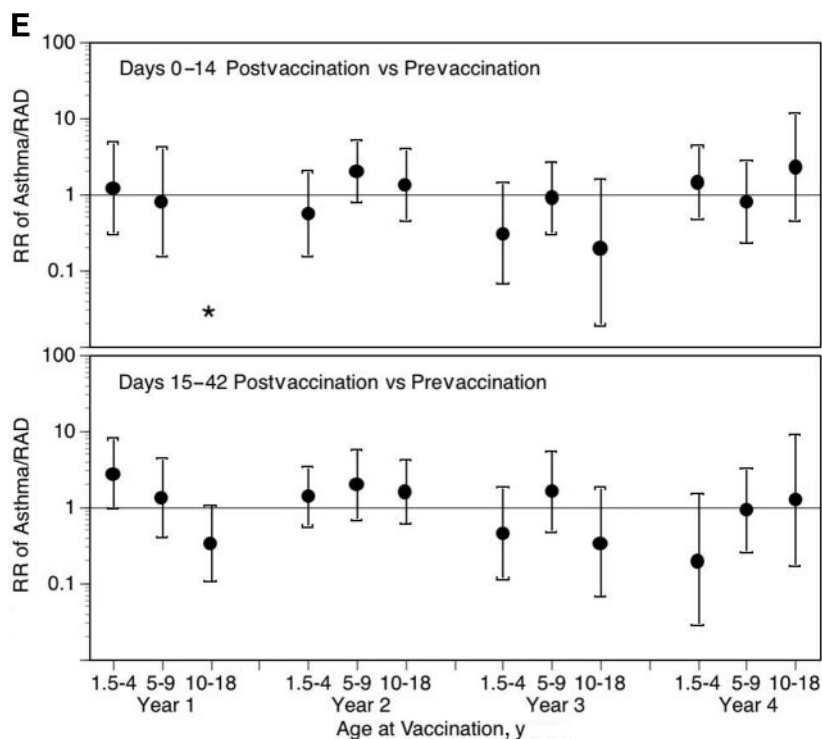 E
100
Days 0–14 Postvaccination vs Prevaccination
10
1
0.1
RR of Asthma/RAD
*
100
Days 15–42 Postvaccination vs Prevaccination
10
1
0.1
RR of Asthma/RAD
1.5-4 5-9 10-18 1.5-4 5-9 10-18 1.5-4 5-9 10-18 1.5-4 5-9 10-18
Year 1 Year 2 Year 3 Year 4
Age at Vaccination, y